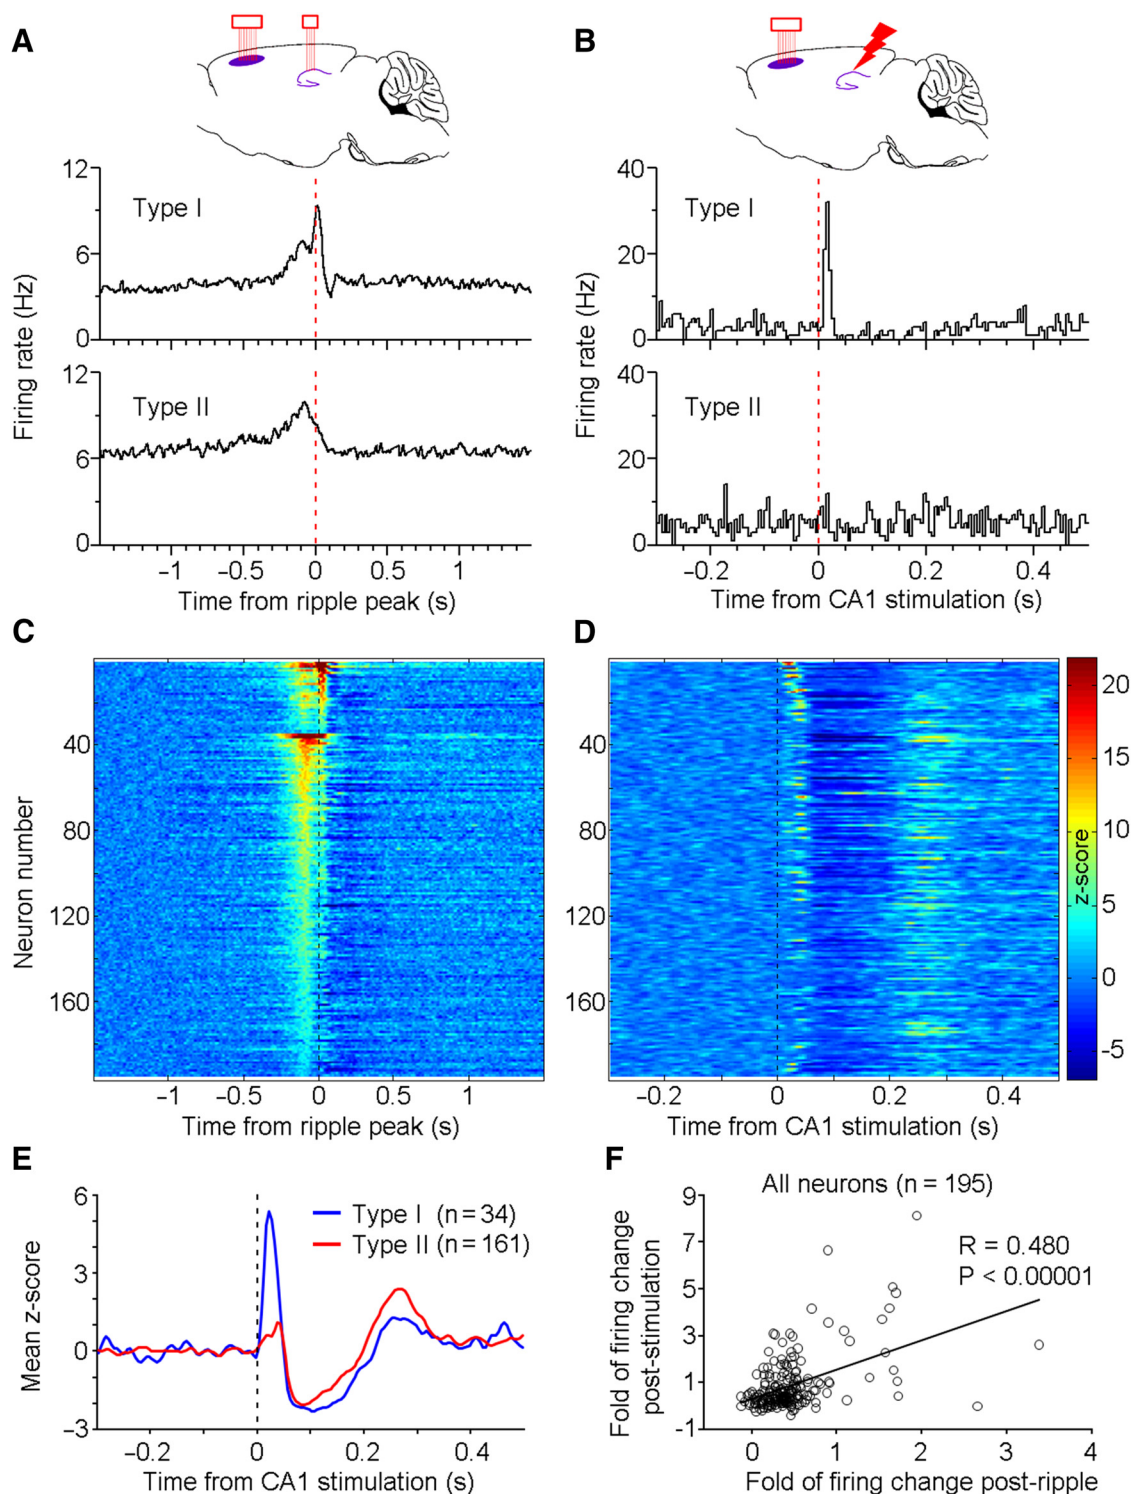 A
B
12
Type I
6
0
12
Type II
6
0
Firing rate (Hz)
−1
−0.5
0
0.5
1
Time from ripple peak (s)
40
Type I
20
0
40
Type II
20
0
Firing rate (Hz)
−0.2
0
0.2
0.4
Time from CA1 stimulation (s)
C
D
40
80
120
160
Neuron number
−1
−0.5
0
0.5
1
Time from ripple peak (s)
40
80
120
160
−0.2
0
0.2
0.4
Time from CA1 stimulation (s)
20
15
10
5
0
−5
z-score
E
F
6
3
0
−3
Mean z-score
Type I (n = 34)
Type II (n = 161)
−0.2
0
0.2
0.4
Time from CA1 stimulation (s)
All neurons (n = 195)
9
7
5
3
1
-1
Fold of firing change
post-stimulation
R = 0.480
P < 0.00001
0
1
2
3
4
Fold of firing change post-ripple